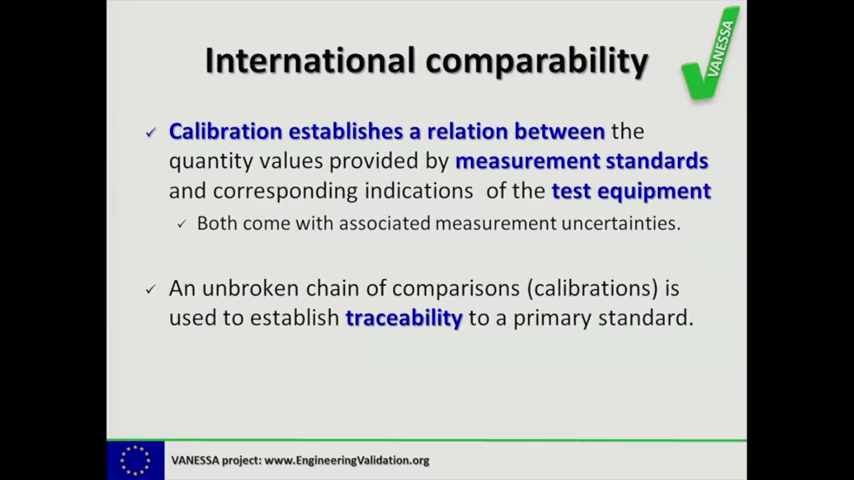 International comparability
VANESSA
Calibration establishes a relation between the
quantity values provided by measurement standards
and corresponding indications of the test equipment
Both come with associated measurement uncertainties.
An unbroken chain of comparisons (calibrations) is
used to establish traceability to a primary standard.
VANESSA project: www.EngineeringValidation.org